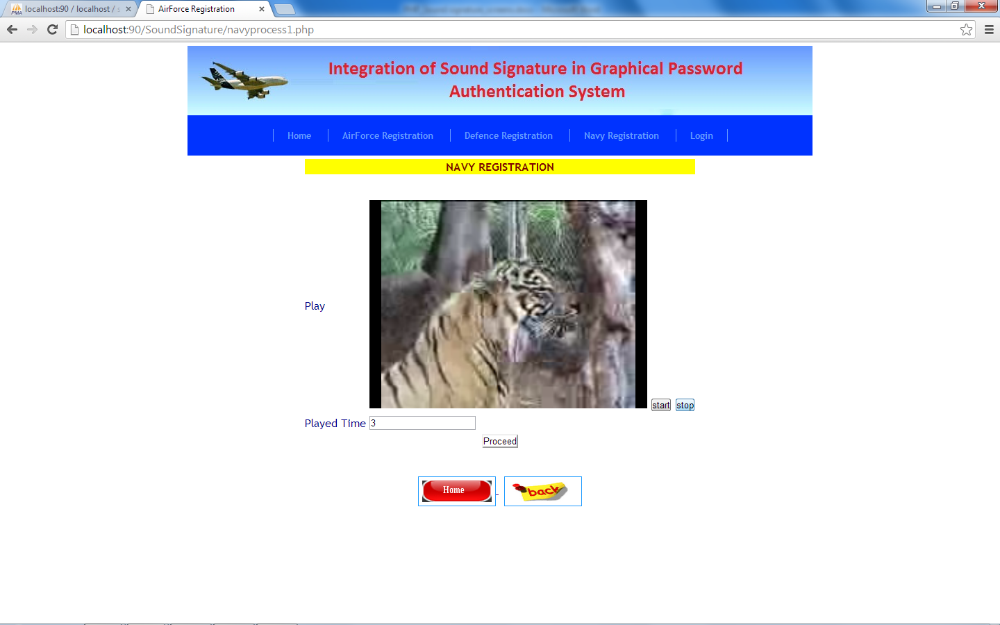 localhost:90 / localhost / s
AirForce Registration
localhost:90/SoundSignature/navyprocess1.php
Integration of Sound Signature in Graphical Password
Authentication System
Home
AirForce Registration
Defence Registration
Navy Registration
Login
NAVY REGISTRATION
Play
start
stop
Played Time
3
Proceed
Home
back